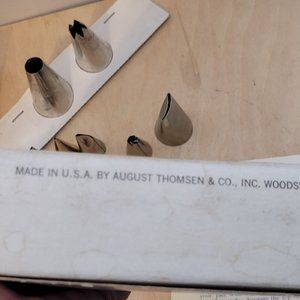 MADE IN U.S.A. BY AUGUST THOMSEN & CO., INC. WOODS